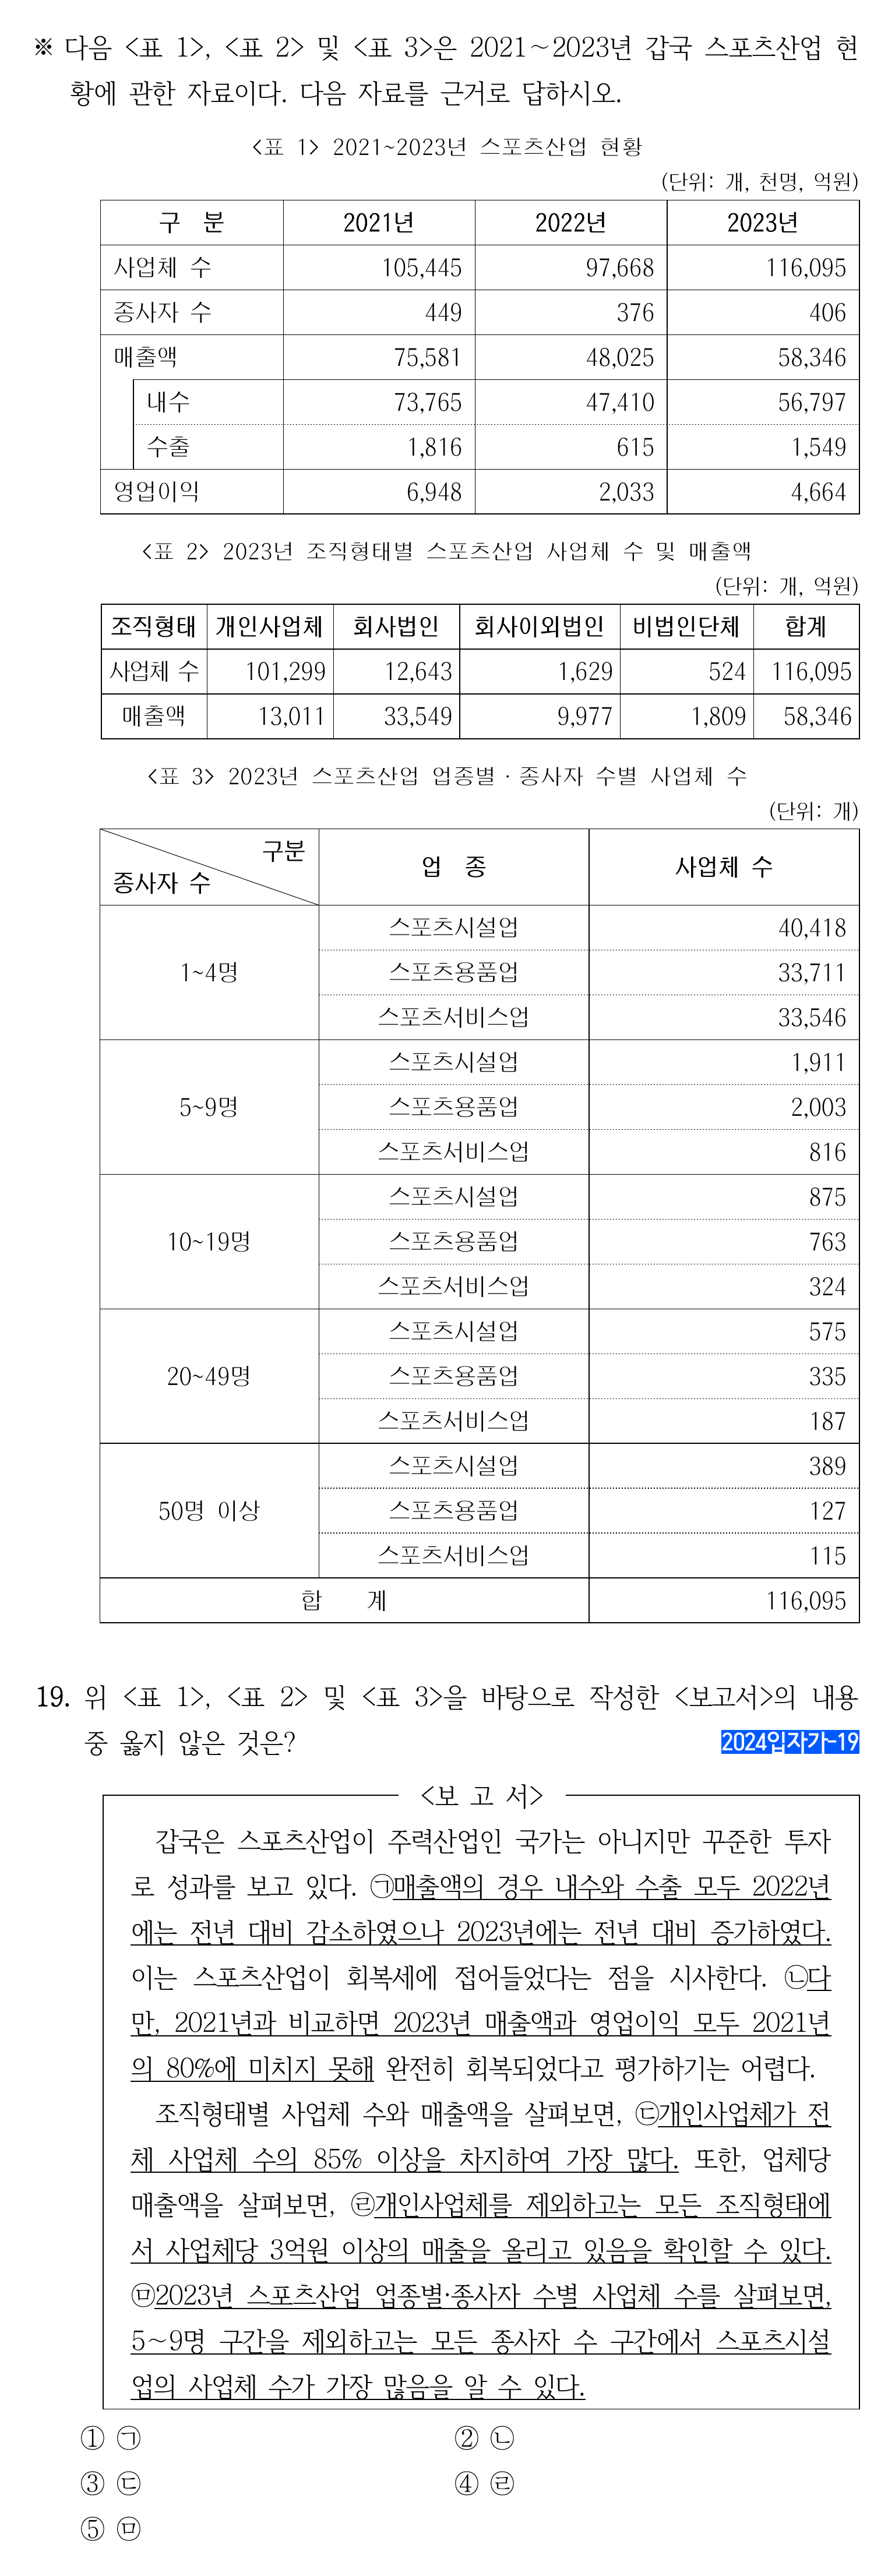 ※ 다음 <표 1>, <표 2> 및 <표 3>은 2021～2023년 갑국 스포츠산업 현
황에 관한 자료이다. 다음 자료를 근거로 답하시오.
<표 1> 2021~2023년 스포츠산업 현황
(단위: 개, 천명, 억원)
구 분 2021년 2022년 2023년
사업체 수 105,445 97,668 116,095
종사자 수 449 376 406
매출액 75,581 48,025 58,346
내수 73,765 47,410 56,797
수출 1,816 615 1,549
영업이익 6,948 2,033 4,664
<표 2> 2023년 조직형태별 스포츠산업 사업체 수 및 매출액
(단위: 개, 억원)
조직형태 개인사업체 회사법인 회사이외법인 비법인단체 합계
사업체 수 101,299 12,643 1,629 524 116,095
매출액 13,011 33,549 9,977 1,809 58,346
<표 3> 2023년 스포츠산업 업종별·종사자 수별 사업체 수
(단위: 개)
구분
종사자 수 업 종 사업체 수
1~4명 스포츠시설업 40,418
스포츠용품업 33,711
스포츠서비스업 33,546
5~9명 스포츠시설업 1,911
스포츠용품업 2,003
스포츠서비스업 816
10~19명 스포츠시설업 875
스포츠용품업 763
스포츠서비스업 324
20~49명 스포츠시설업 575
스포츠용품업 335
스포츠서비스업 187
50명 이상 스포츠시설업 389
스포츠용품업 127
스포츠서비스업 115
합 계 116,095
19. 위 <표 1>, <표 2> 및 <표 3>을 바탕으로 작성한 <보고서>의 내용
중 옳지 않은 것은?
2024입자가-19
<보 고 서>
갑국은 스포츠산업이 주력산업인 국가는 아니지만 꾸준한 투자
로 성과를 보고 있다. ㉠매출액의 경우 내수와 수출 모두 2022년
에는 전년 대비 감소하였으나 2023년에는 전년 대비 증가하였다.
이는 스포츠산업이 회복세에 접어들었다는 점을 시사한다. ㉡다
만, 2021년과 비교하면 2023년 매출액과 영업이익 모두 2021년
의 80%에 미치지 못해 완전히 회복되었다고 평가하기는 어렵다.
조직형태별 사업체 수와 매출액을 살펴보면, ㉢개인사업체가 전
체 사업체 수의 85% 이상을 차지하여 가장 많다. 또한, 업체당
매출액을 살펴보면, ㉣개인사업체를 제외하고는 모든 조직형태에
서 사업체당 3억원 이상의 매출을 올리고 있음을 확인할 수 있다.
㉤2023년 스포츠산업 업종별·종사자 수별 사업체 수를 살펴보면,
5～9명 구간을 제외하고는 모든 종사자 수 구간에서 스포츠시설
업의 사업체 수가 가장 많음을 알 수 있다.
① ㉠ ② ㉡
③ ㉢ ④ ㉣
⑤ ㉤